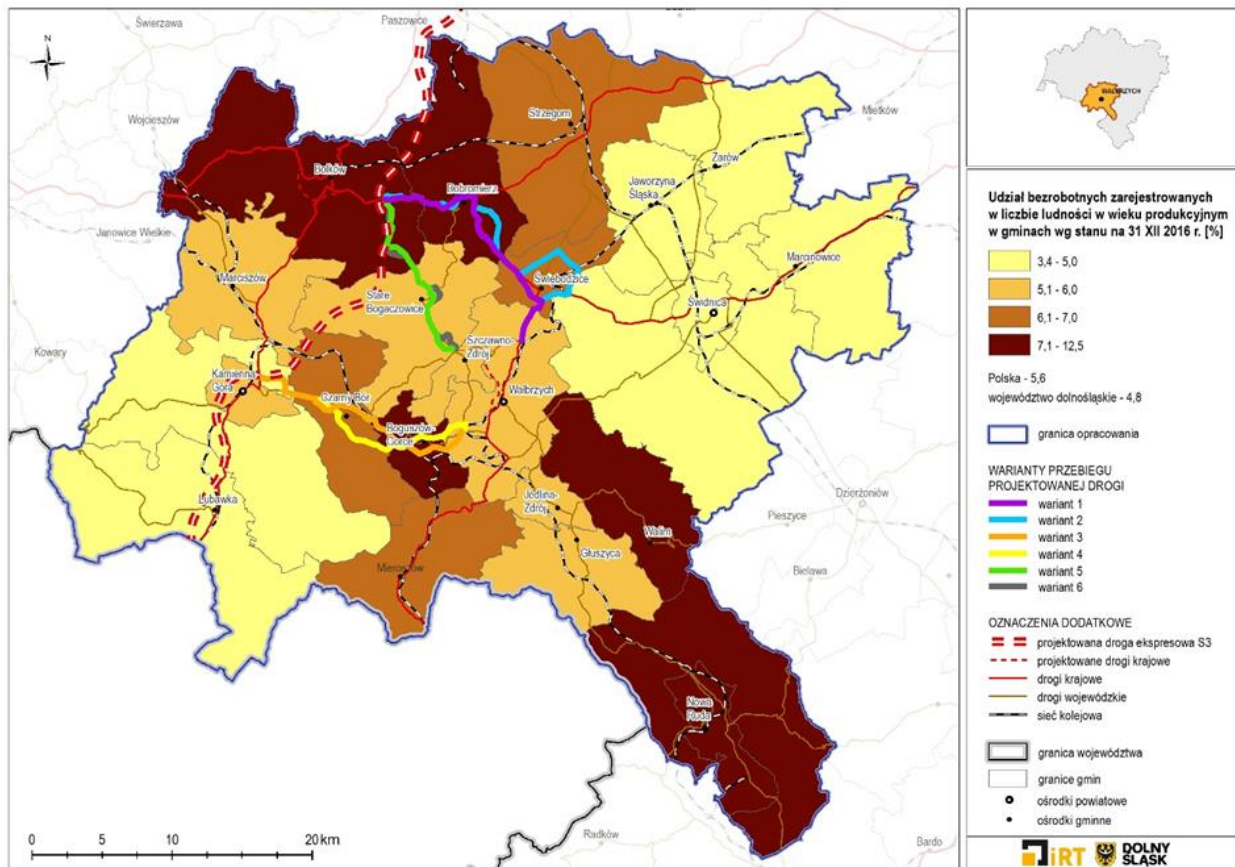 Świerzawa
Paszowice
N
Wojcieszów
Strzegom
Mietków
Bolków
Żarów
Dobromierz
Jaworzyna
Śląska
Janowice Wielkie
Marciszów
Marcinowice
Świebodzice
Stare
Bogaczowice
Świdnica
Szczawno-
Zdrój
Kowary
Kamienna
Góra
Wałbrzych
Czarny Bór
Boguszów-
Gorce
Dzierżoniów
Lubawka
Jedlina-
Zdrój
Pieszyce
Walim
Głuszyca
Bielawa
Mieroszów
Nowa
Ruda
Radków
Bardo
0 5 10 20 km
WAŁBRZYCH
Udział bezrobotnych zarejestrowanych
w liczbie ludności w wieku produkcyjnym
w gminach wg stanu na 31 XII 2016 r. [%]
3,4 - 5,0
5,1 - 6,0
6,1 - 7,0
7,1 - 12,5
Polska - 5,6
województwo dolnośląskie - 4,8
granica opracowania
WARIANTY PRZEBIEGU
PROJEKTOWANEJ DROGI
wariant 1
wariant 2
wariant 3
wariant 4
wariant 5
wariant 6
OZNACZENIA DODATKOWE
projektowana droga ekspresowa S3
projektowane drogi krajowe
drogi krajowe
drogi wojewódzkie
sieć kolejowa
granica województwa
granice gmin
ośrodki powiatowe
ośrodki gminne
iRT
DOLNY
ŚLĄSK